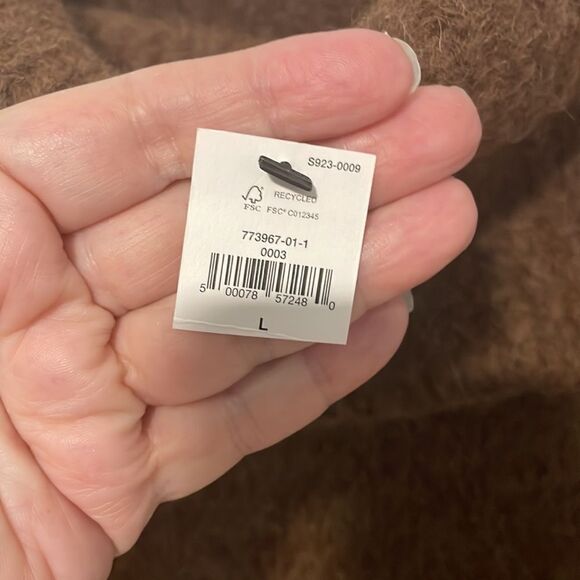 S923-0009
RECYCLED
FSC FSC® C012345
773967-01-1
0003
5 00078 57248 0
L